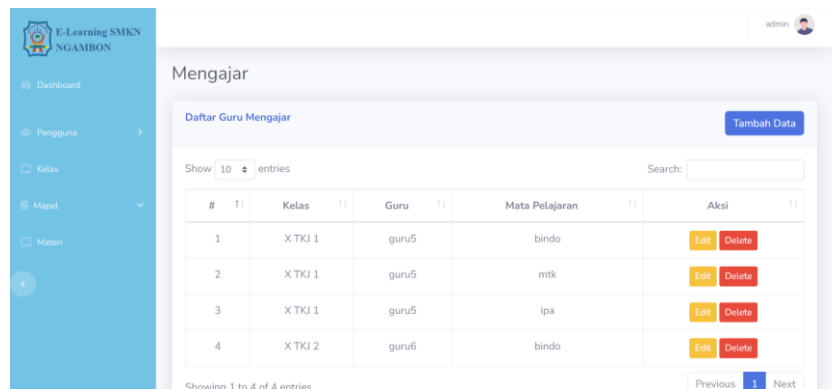 E-Learning SMKN
NGAMBON
admin
Dashboard
Pengguna
Kelas
Mapel
Materi
Mengajar
Daftar Guru Mengajar
Tambah Data
Show 10 entries
Search:
# Kelas Guru Mata Pelajaran Aksi
1 X TKJ 1 guru5 bindo Edit Delete
2 X TKJ 1 guru5 mtk Edit Delete
3 X TKJ 1 guru5 ipa Edit Delete
4 X TKJ 2 guru6 bindo Edit Delete
Showing 1 to 4 of 4 entries
Previous 1 Next